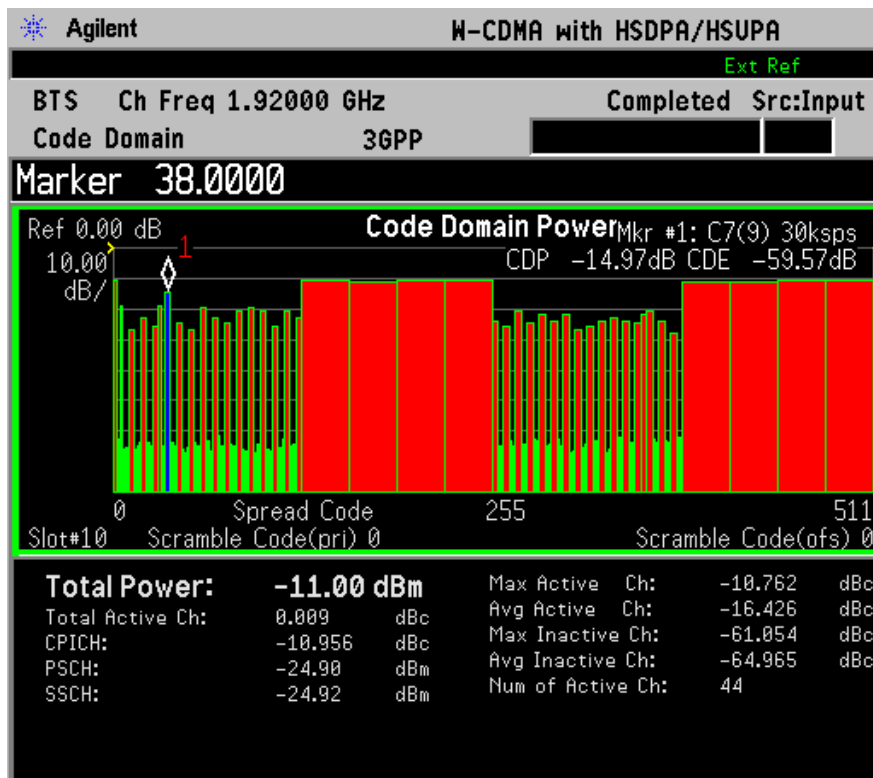 Agilent W-CDMA with HSDPA/HSUPA
Ext Ref
BTS Ch Freq 1.92000 GHz Completed Src:Input
Code Domain 3GPP
Marker 38.0000
Ref 0.00 dB Code Domain Power Mkr #1: C7(9) 30ksps
1
10.00 CDP -14.97dB CDE -59.57dB
dB/
0 Spread Code 255 511
Slot#10 Scramble Code(pri) 0 Scramble Code(ofs) 0
Total Power: -11.00 dBm
Total Active Ch: 0.009 dBc
CPICH: -10.956 dBc
PSCH: -24.90 dBm
SSCH: -24.92 dBm
Max Active Ch: -10.762 dBc
Avg Active Ch: -16.426 dBc
Max Inactive Ch: -61.054 dBc
Avg Inactive Ch: -64.965 dBc
Num of Active Ch: 44